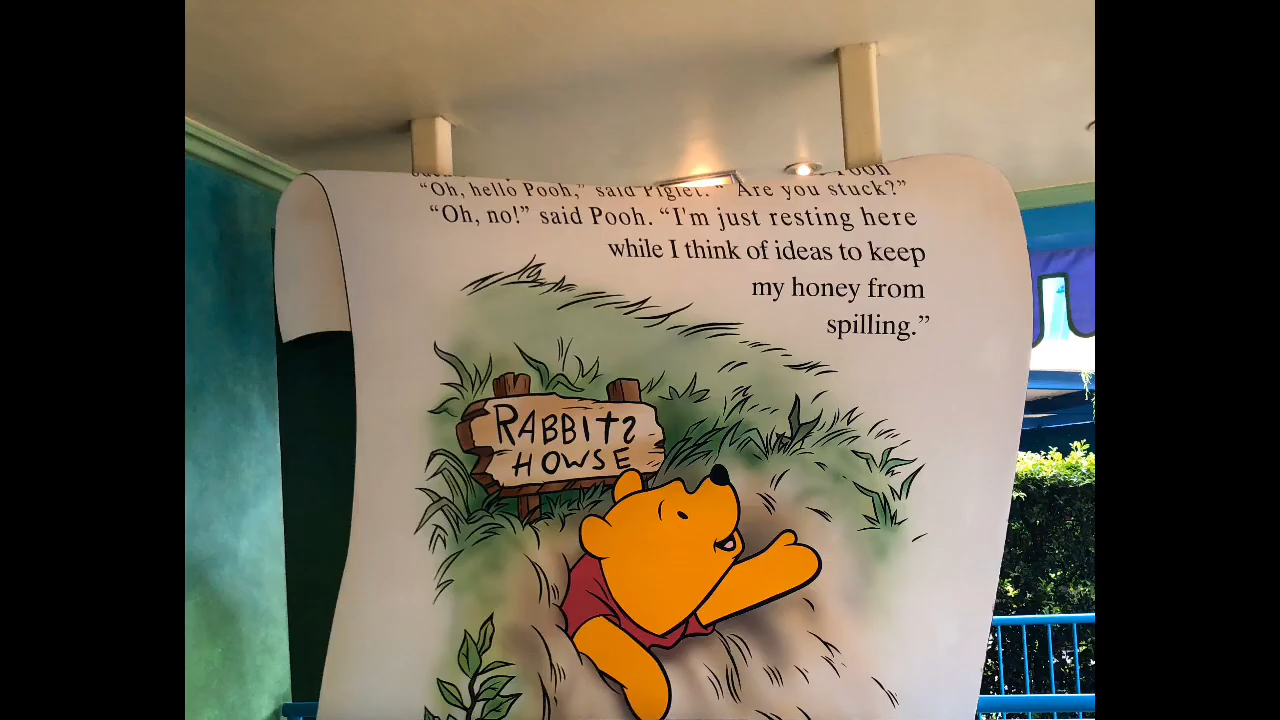 Pooh
"Oh, hello Pooh," said Piglet. "Are you stuck?"
"Oh, no!" said Pooh. "I'm just resting here
while I think of ideas to keep
my honey from
spilling."
RABBITS
HOWSE